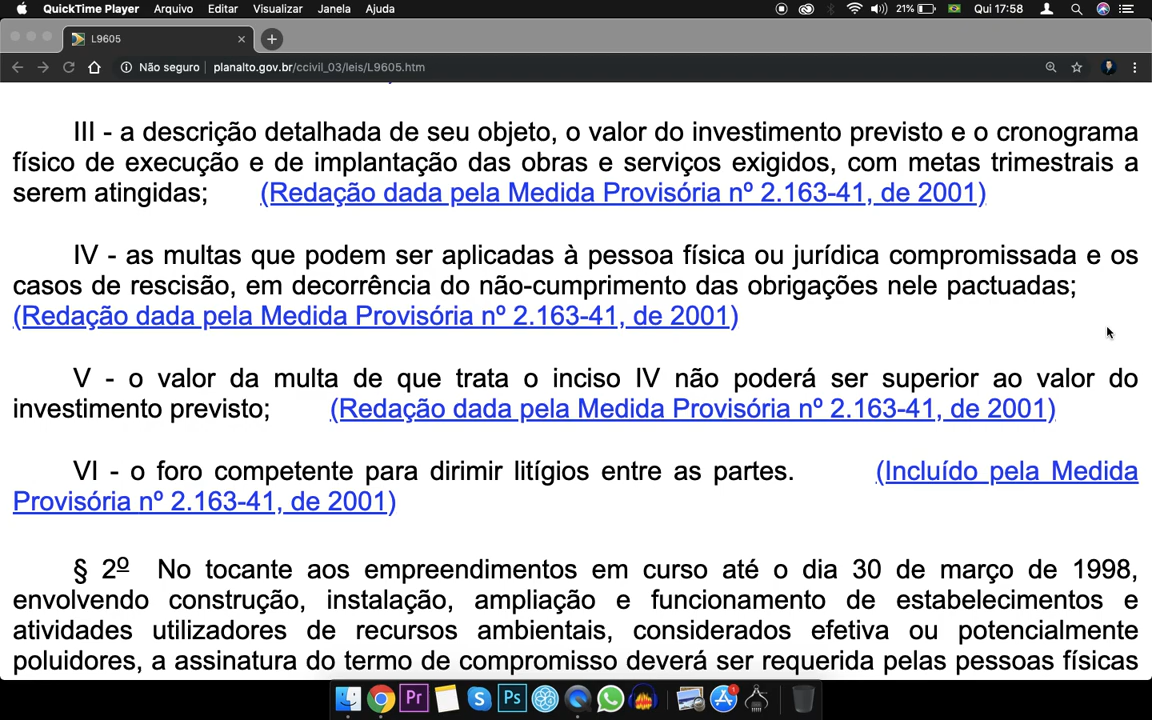 QuickTime Player Arquivo Editar Visualizar Janela Ajuda 21% Qui 17:58
L9605
Não seguro planalto.gov.br/ccivil_03/leis/L9605.htm
III - a descrição detalhada de seu objeto, o valor do investimento previsto e o cronograma
físico de execução e de implantação das obras e serviços exigidos, com metas trimestrais a
serem atingidas; (Redação dada pela Medida Provisória nº 2.163-41, de 2001)
IV - as multas que podem ser aplicadas à pessoa física ou jurídica compromissada e os
casos de rescisão, em decorrência do não-cumprimento das obrigações nele pactuadas;
(Redação dada pela Medida Provisória nº 2.163-41, de 2001)
V - o valor da multa de que trata o inciso IV não poderá ser superior ao valor do
investimento previsto; (Redação dada pela Medida Provisória nº 2.163-41, de 2001)
VI - o foro competente para dirimir litígios entre as partes. (Incluído pela Medida
Provisória nº 2.163-41, de 2001)
§ 2º No tocante aos empreendimentos em curso até o dia 30 de março de 1998,
envolvendo construção, instalação, ampliação e funcionamento de estabelecimentos e
atividades utilizadores de recursos ambientais, considerados efetiva ou potencialmente
poluidores, a assinatura do termo de compromisso deverá ser requerida pelas pessoas físicas
Pr Ps 1